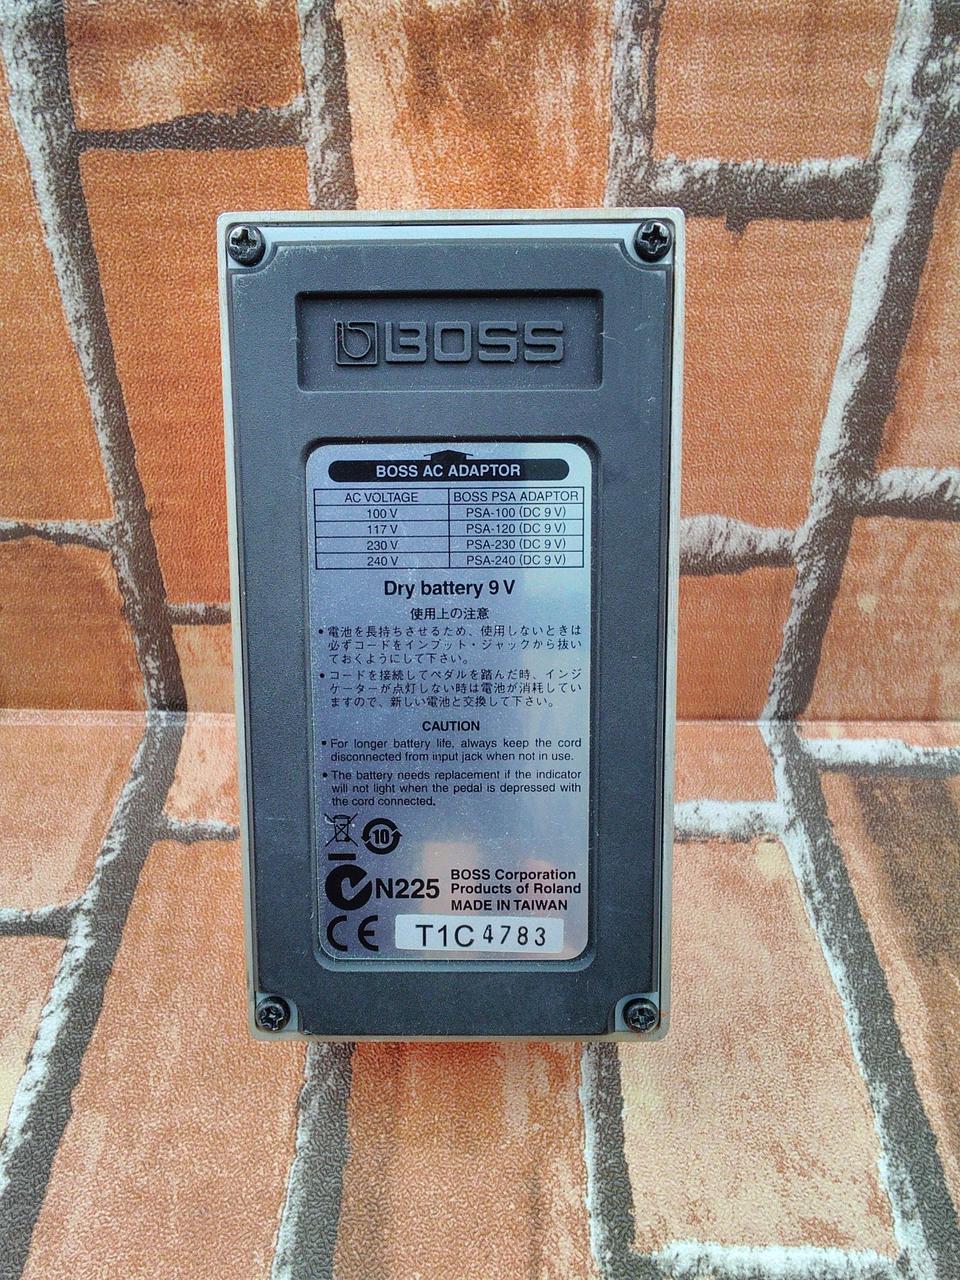 BOSS
BOSS AC ADAPTOR
AC VOLTAGE BOSS PSA ADAPTOR
100 V PSA-100 (DC 9 V)
117 V PSA-120 (DC 9 V)
230 V PSA-230 (DC 9 V)
240 V PSA-240 (DC 9 V)
Dry battery 9 V
使用上の注意
• 電池を長持ちさせるため、使用しないときは
必ずコードをインプット・ジャックから抜い
ておくようにして下さい。
• コードを接続してペダルを踏んだ時、インジ
ケーターが点灯しない時は電池が消耗してい
ますので、新しい電池と交換して下さい。
CAUTION
• For longer battery life, always keep the cord
disconnected from input jack when not in use.
• The battery needs replacement if the indicator
will not light when the pedal is depressed with
the cord connected.
10
N225
BOSS Corporation
Products of Roland
MADE IN TAIWAN
CE
T1C4783